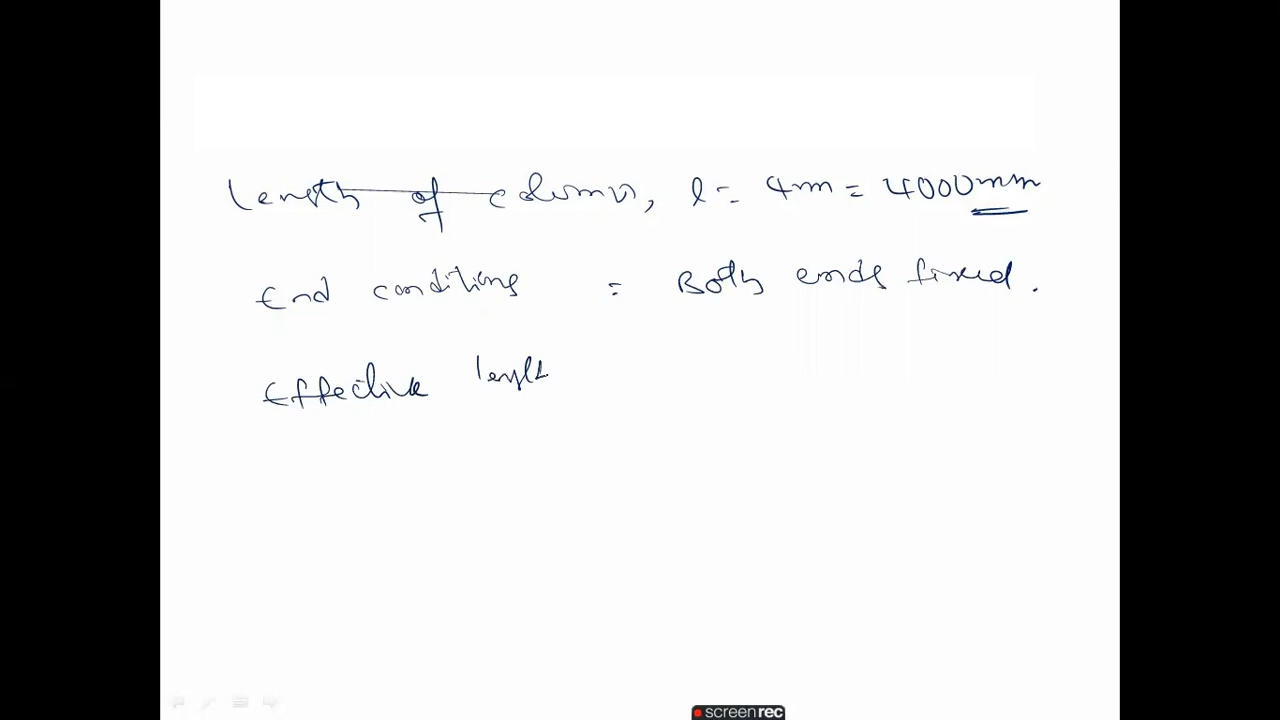 Length of column, l = 4m = 4000mm
End conditions = Both ends fixed.
Effective length
screenrec